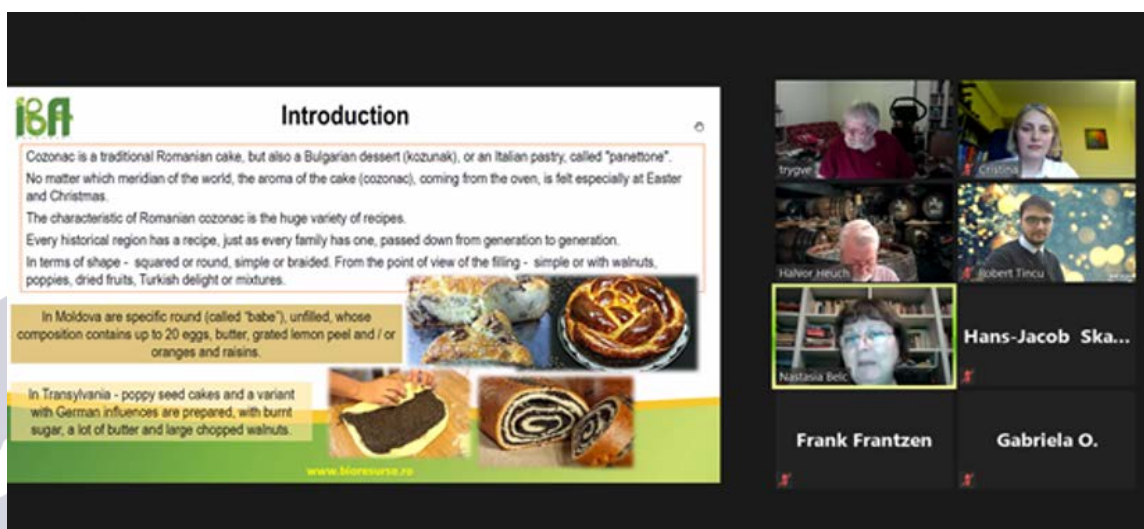 IBA
Introduction
Cozonac is a traditional Romanian cake, but also a Bulgarian dessert (kozunak), or an Italian pastry, called "panettone".
No matter which meridian of the world, the aroma of the cake (cozonac), coming from the oven, is felt especially at Easter
and Christmas.
The characteristic of Romanian cozonac is the huge variety of recipes.
Every historical region has a recipe, just as every family has one, passed down from generation to generation.
In terms of shape - squared or round, simple or braided. From the point of view of the filling - simple or with walnuts,
poppies, dried fruits, Turkish delight or mixtures.
In Moldova are specific round (called "babe"), unfilled, whose
composition contains up to 20 eggs, butter, grated lemon peel and / or
oranges and raisins.
In Transylvania - poppy seed cakes and a variant
with German influences are prepared, with burnt
sugar, a lot of butter and large chopped walnuts.
www.bioresurse.ro
trygve
Cristina
Halvor Heuch
Robert Tincu
Nastasia Belc
Hans-Jacob Ska...
Frank Frantzen
Gabriela O.